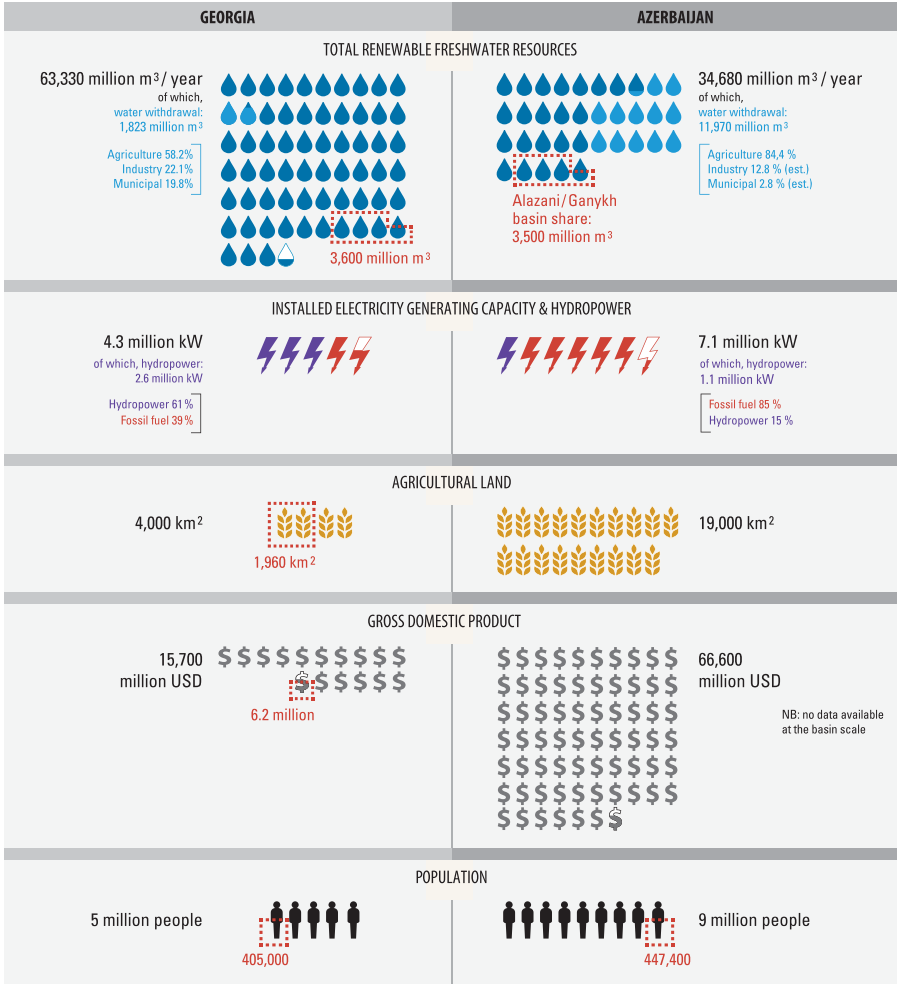 GEORGIA
AZERBAIJAN
TOTAL RENEWABLE FRESHWATER RESOURCES
63,330 million m³ / year
of which,
water withdrawal:
1,823 million m³
Agriculture 58.2%
Industry 22.1%
Municipal 19.8%
3,600 million m³
34,680 million m³ / year
of which,
water withdrawal:
11,970 million m³
Agriculture 84,4 %
Industry 12.8 % (est.)
Municipal 2.8 % (est.)
Alazani/Ganykh
basin share:
3,500 million m³
INSTALLED ELECTRICITY GENERATING CAPACITY & HYDROPOWER
4.3 million kW
of which, hydropower:
2.6 million kW
Hydropower 61 %
Fossil fuel 39 %
7.1 million kW
of which, hydropower:
1.1 million kW
Fossil fuel 85 %
Hydropower 15 %
AGRICULTURAL LAND
4,000 km²
1,960 km²
19,000 km²
GROSS DOMESTIC PRODUCT
15,700
million USD
6.2 million
66,600
million USD
NB: no data available
at the basin scale
POPULATION
5 million people
405,000
9 million people
447,400